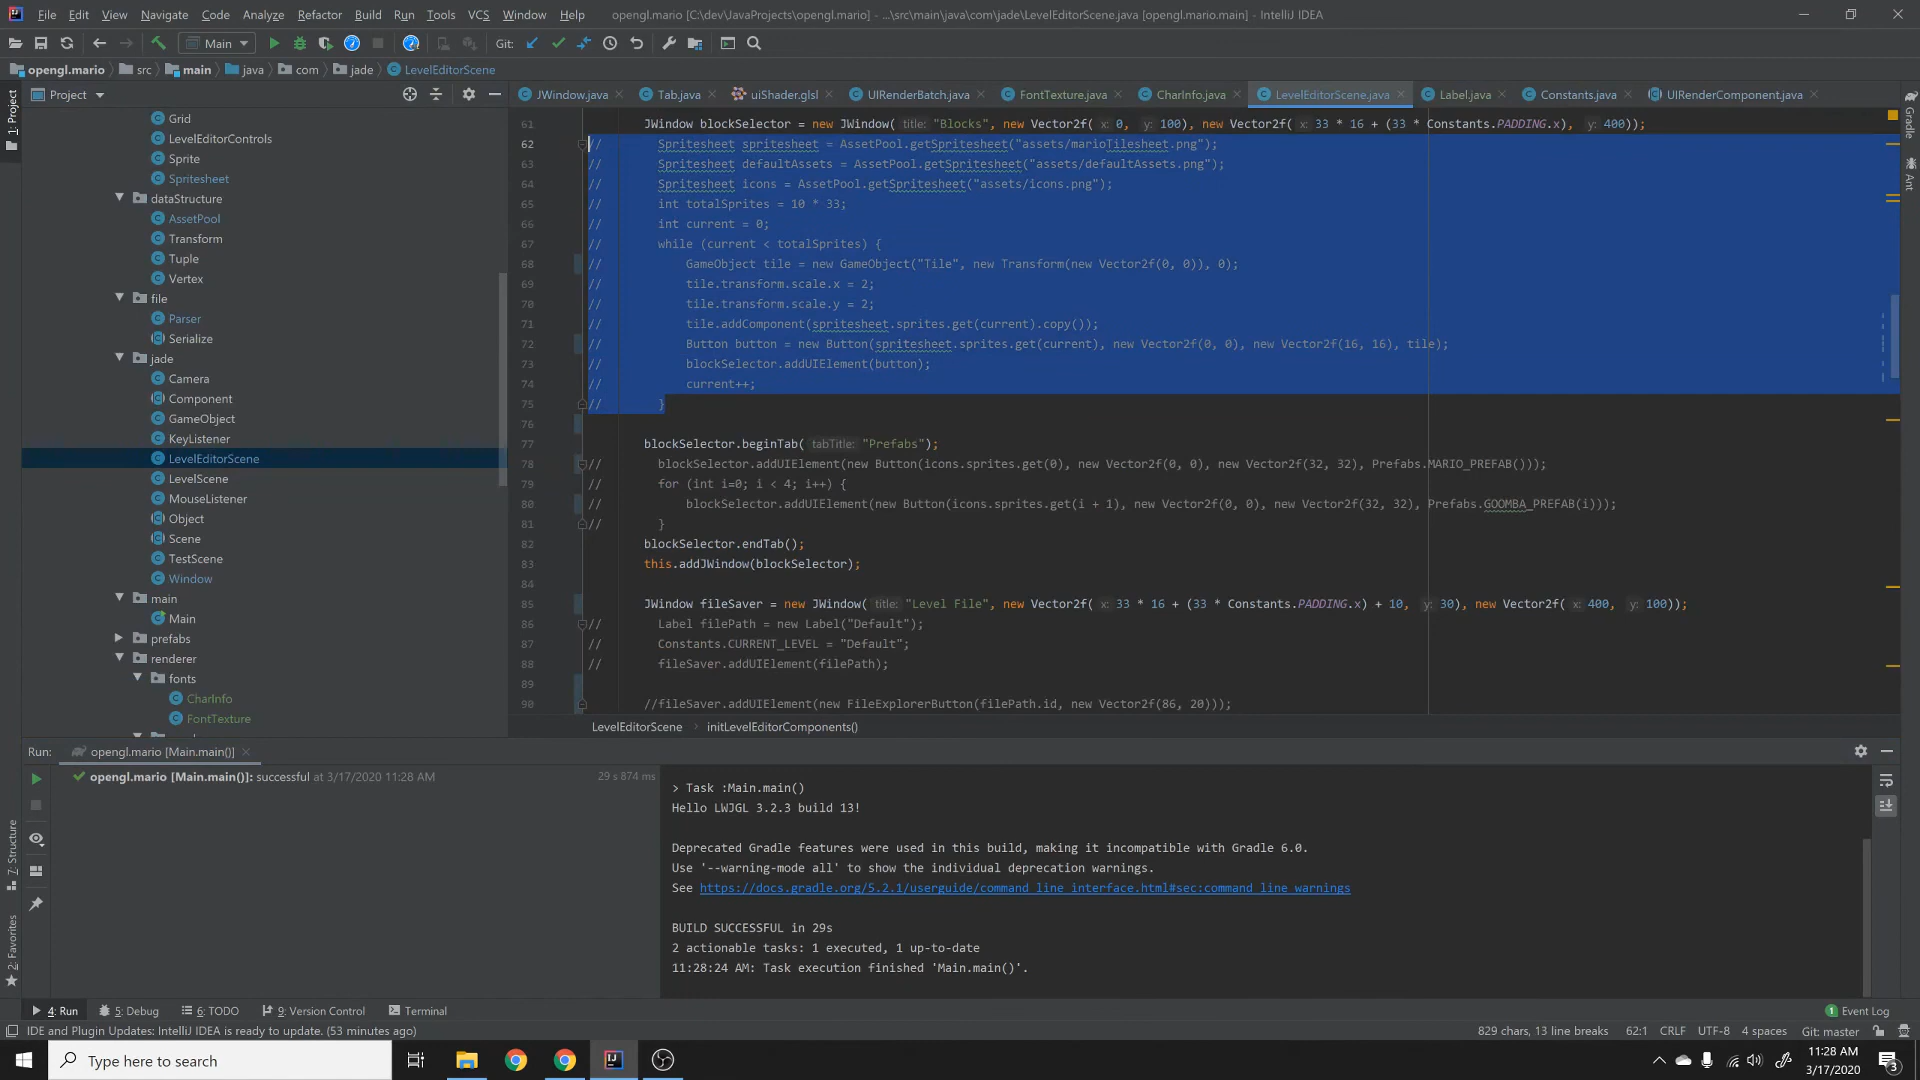 File Edit View Navigate Code Analyze Refactor Build Run Tools VCS Window Help opengl.mario [C:\dev\JavaProjects\opengl.mario] - ...\src\main\java\com\jade\LevelEditorScene.java [opengl.mario.main] - IntelliJ IDEA
Main Git:
opengl.mario src main java com jade LevelEditorScene
Project JWindow.java Tab.java uiShader.glsl UIRenderBatch.java FontTexture.java CharInfo.java LevelEditorScene.java Label.java Constants.java UIRenderComponent.java
1: Project
Gradle
Ant
Grid
LevelEditorControls
Sprite
Spritesheet
dataStructure
AssetPool
Transform
Tuple
Vertex
file
Parser
Serialize
jade
Camera
Component
GameObject
KeyListener
LevelEditorScene
LevelScene
MouseListener
Object
Scene
TestScene
Window
main
Main
prefabs
renderer
fonts
CharInfo
FontTexture
61 JWindow blockSelector = new JWindow( title: "Blocks", new Vector2f( x: 0, y: 100), new Vector2f( x: 33 * 16 + (33 * Constants.PADDING.x), y: 400));
62 // Spritesheet spritesheet = AssetPool.getSpritesheet("assets/marioTilesheet.png");
63 // Spritesheet defaultAssets = AssetPool.getSpritesheet("assets/defaultAssets.png");
64 // Spritesheet icons = AssetPool.getSpritesheet("assets/icons.png");
65 // int totalSprites = 10 * 33;
66 // int current = 0;
67 // while (current < totalSprites) {
68 // GameObject tile = new GameObject("Tile", new Transform(new Vector2f(0, 0)), 0);
69 // tile.transform.scale.x = 2;
70 // tile.transform.scale.y = 2;
71 // tile.addComponent(spritesheet.sprites.get(current).copy());
72 // Button button = new Button(spritesheet.sprites.get(current), new Vector2f(0, 0), new Vector2f(16, 16), tile);
73 // blockSelector.addUIElement(button);
74 // current++;
75 // }
76
77 blockSelector.beginTab( tabTitle: "Prefabs");
78 // blockSelector.addUIElement(new Button(icons.sprites.get(0), new Vector2f(0, 0), new Vector2f(32, 32), Prefabs.MARIO_PREFAB()));
79 // for (int i=0; i < 4; i++) {
80 // blockSelector.addUIElement(new Button(icons.sprites.get(i + 1), new Vector2f(0, 0), new Vector2f(32, 32), Prefabs.GOOMBA_PREFAB(i)));
81 // }
82 blockSelector.endTab();
83 this.addJWindow(blockSelector);
84
85 JWindow fileSaver = new JWindow( title: "Level File", new Vector2f( x: 33 * 16 + (33 * Constants.PADDING.x) + 10, y: 30), new Vector2f( x: 400, y: 100));
86 // Label filePath = new Label("Default");
87 // Constants.CURRENT_LEVEL = "Default";
88 // fileSaver.addUIElement(filePath);
89
90 //fileSaver.addUIElement(new FileExplorerButton(filePath.id, new Vector2f(86, 20)));
LevelEditorScene initLevelEditorComponents()
Run: opengl.mario [Main.main()]
opengl.mario [Main.main()]: successful at 3/17/2020 11:28 AM 29 s 874 ms
> Task :Main.main()
Hello LWJGL 3.2.3 build 13!
Deprecated Gradle features were used in this build, making it incompatible with Gradle 6.0.
Use '--warning-mode all' to show the individual deprecation warnings.
See https://docs.gradle.org/5.2.1/userguide/command_line_interface.html#sec:command_line_warnings
BUILD SUCCESSFUL in 29s
2 actionable tasks: 1 executed, 1 up-to-date
11:28:24 AM: Task execution finished 'Main.main()'.
7: Structure
2: Favorites
4: Run 5: Debug 6: TODO 9: Version Control Terminal 1 Event Log
IDE and Plugin Updates: IntelliJ IDEA is ready to update. (53 minutes ago) 829 chars, 13 line breaks 62:1 CRLF UTF-8 4 spaces Git: master
Type here to search
11:28 AM
3/17/2020
3